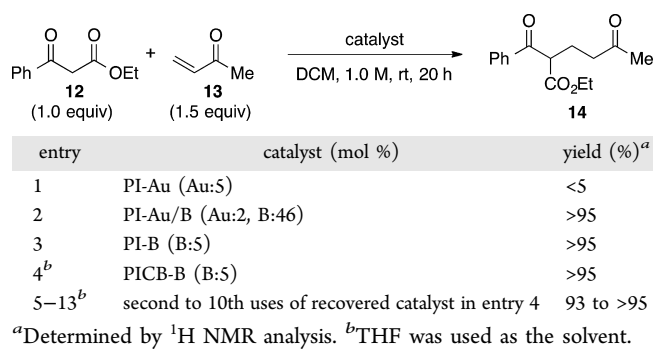 O O
Ph OEt
12
(1.0 equiv)
+
O
Me
13
(1.5 equiv)
catalyst
DCM, 1.0 M, rt, 20 h
O O
Ph Me
CO₂Et
14
entry catalyst (mol %) yield (%)ᵃ
1 PI-Au (Au:5) <5
2 PI-Au/B (Au:2, B:46) >95
3 PI-B (B:5) >95
4ᵇ PICB-B (B:5) >95
5−13ᵇ second to 10th uses of recovered catalyst in entry 4 93 to >95
ᵃDetermined by ¹H NMR analysis. ᵇTHF was used as the solvent.